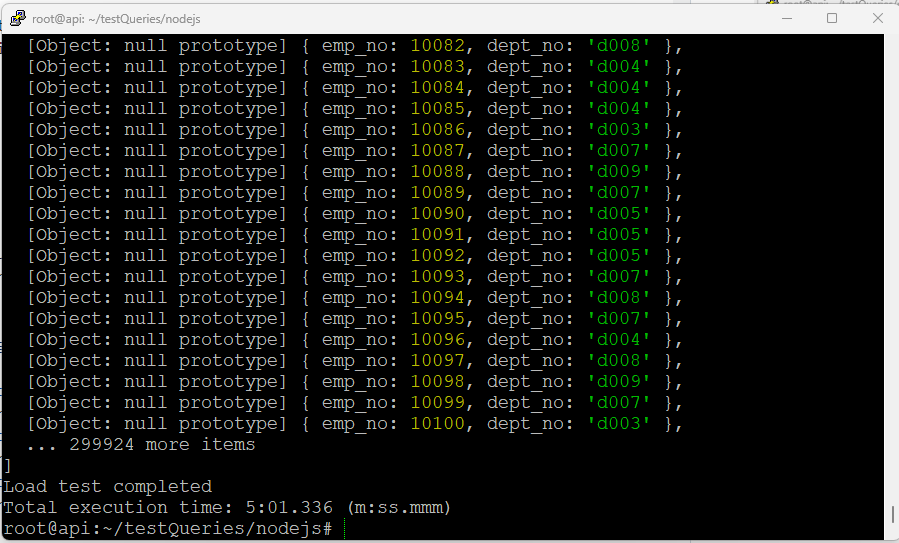 root@api: ~/testQueries/nodejs
[Object: null prototype] { emp_no: 10082, dept_no: 'd008' },
[Object: null prototype] { emp_no: 10083, dept_no: 'd004' },
[Object: null prototype] { emp_no: 10084, dept_no: 'd004' },
[Object: null prototype] { emp_no: 10085, dept_no: 'd004' },
[Object: null prototype] { emp_no: 10086, dept_no: 'd003' },
[Object: null prototype] { emp_no: 10087, dept_no: 'd007' },
[Object: null prototype] { emp_no: 10088, dept_no: 'd009' },
[Object: null prototype] { emp_no: 10089, dept_no: 'd007' },
[Object: null prototype] { emp_no: 10090, dept_no: 'd005' },
[Object: null prototype] { emp_no: 10091, dept_no: 'd005' },
[Object: null prototype] { emp_no: 10092, dept_no: 'd005' },
[Object: null prototype] { emp_no: 10093, dept_no: 'd007' },
[Object: null prototype] { emp_no: 10094, dept_no: 'd008' },
[Object: null prototype] { emp_no: 10095, dept_no: 'd007' },
[Object: null prototype] { emp_no: 10096, dept_no: 'd004' },
[Object: null prototype] { emp_no: 10097, dept_no: 'd008' },
[Object: null prototype] { emp_no: 10098, dept_no: 'd009' },
[Object: null prototype] { emp_no: 10099, dept_no: 'd007' },
[Object: null prototype] { emp_no: 10100, dept_no: 'd003' },
... 299924 more items
]
Load test completed
Total execution time: 5:01.336 (m:ss.mmm)
root@api:~/testQueries/nodejs#